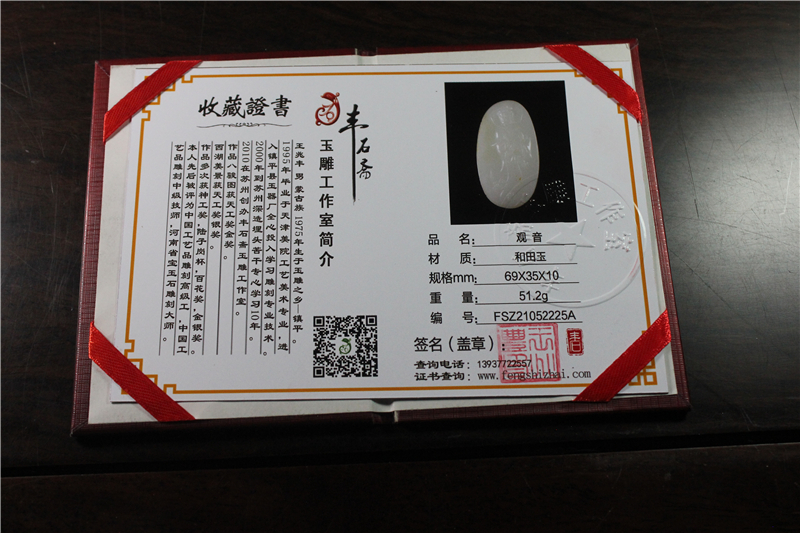 收藏證書
丰石斋
玉雕工作室简介
王兆丰 男 蒙古族 1975年生于玉雕之乡—镇平。
1995年毕业于天津美院工艺美术专业，进
入镇平县玉器厂全心投入学习雕刻专业技术。
2000年到苏州深造埋头苦干专心学习10年。
2010在苏州创办丰石斋玉雕工作室。
作品八骏图获天工奖金奖。
西湖美景获天工奖银奖。
作品多次获神工奖，陆子岗杯，百花奖，金银奖。
本人先后被评为中国工艺品雕刻高级工，中国工
艺品雕刻中级技师，河南省宝玉石雕刻大师。
品 名： 观音
材 质： 和田玉
规格mm： 69X35X10
重 量： 51.2g
编 号： FSZ21052225A
签名（盖章）：
查询电话： 13937722557
证书查询： www.fengshizhai.com